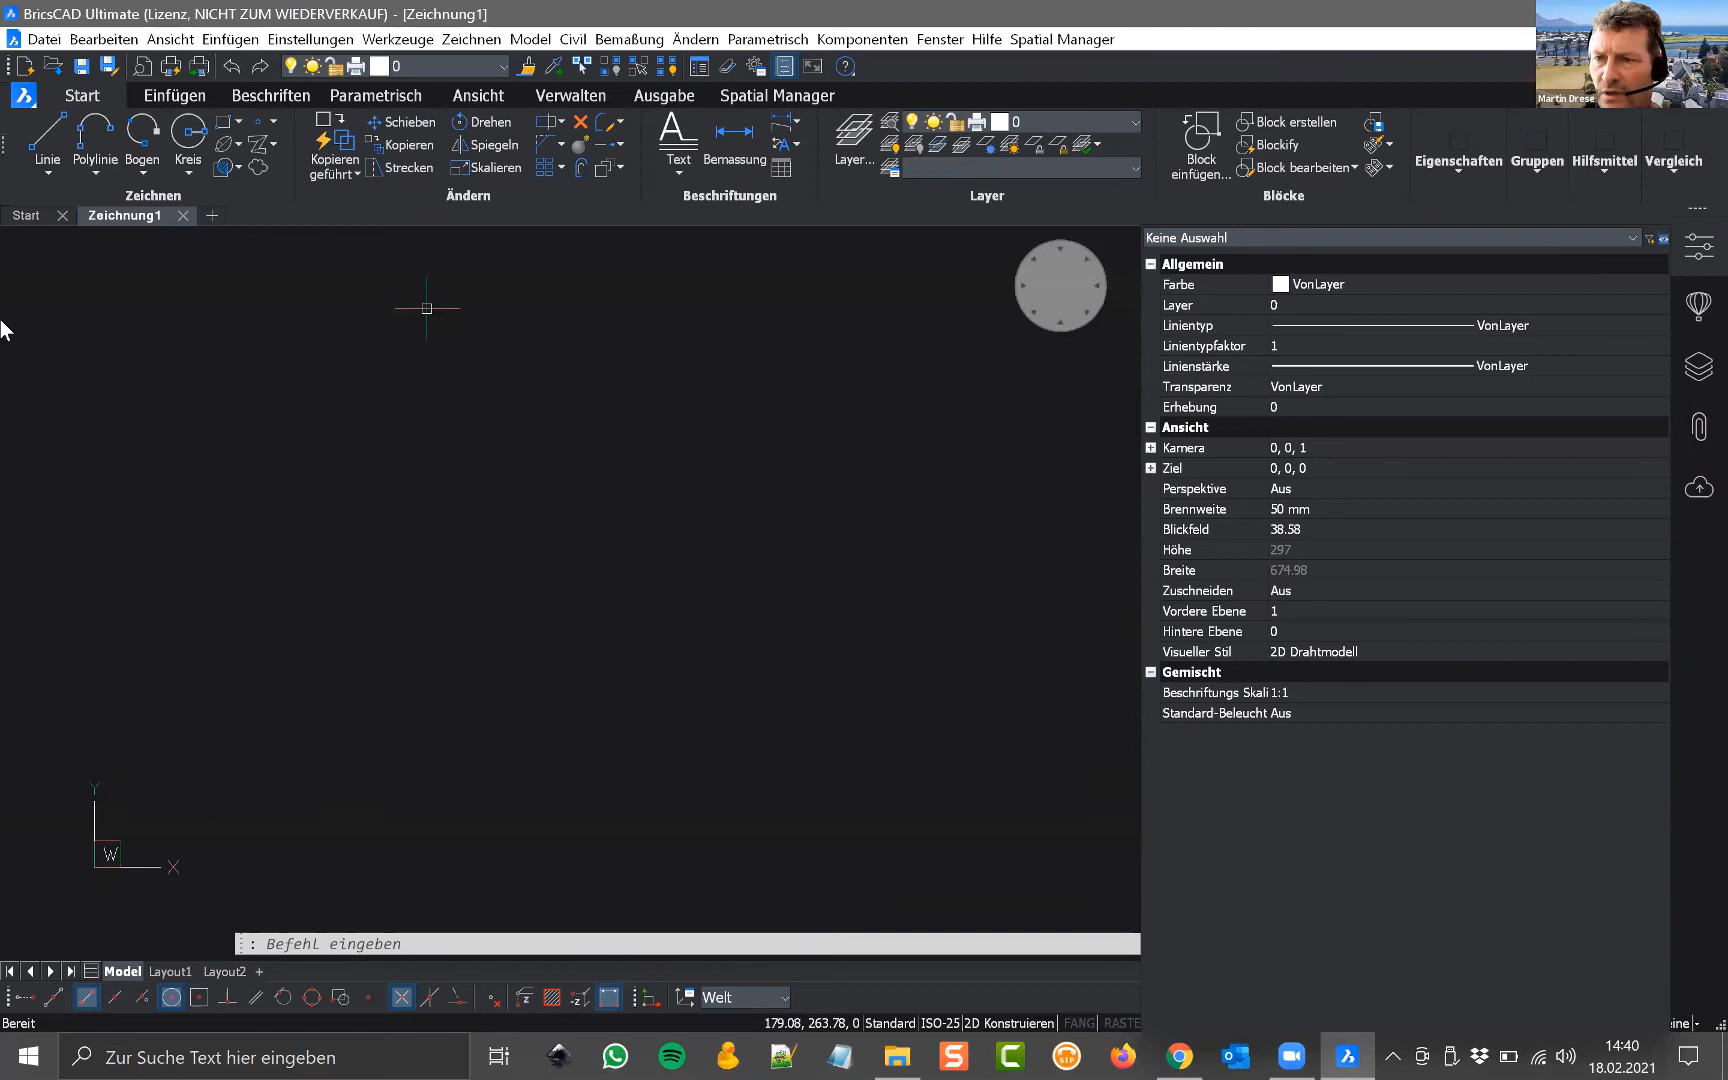 BricsCAD Ultimate (Lizenz, NICHT ZUM WIEDERVERKAUF) - [Zeichnung1]
Datei Bearbeiten Ansicht Einfügen Einstellungen Werkzeuge Zeichnen Model Civil Bemaßung Ändern Parametrisch Komponenten Fenster Hilfe Spatial Manager
0
Martin Drese
Start Einfügen Beschriften Parametrisch Ansicht Verwalten Ausgabe Spatial Manager
Linie Polylinie Bogen Kreis
Kopieren geführt
Schieben Drehen
Kopieren Spiegeln
Strecken Skalieren
A
Text Bemassung
Layer...
0
Block einfügen...
Block erstellen
Blockify
Block bearbeiten
Eigenschaften Gruppen Hilfsmittel Vergleich
Zeichnen Ändern Beschriftungen Layer Blöcke
Start Zeichnung1
Keine Auswahl
Allgemein
Farbe VonLayer
Layer 0
Linientyp VonLayer
Linientypfaktor 1
Linienstärke VonLayer
Transparenz VonLayer
Erhebung 0
Ansicht
Kamera 0, 0, 1
Ziel 0, 0, 0
Perspektive Aus
Brennweite 50 mm
Blickfeld 38.58
Höhe 297
Breite 674.98
Zuschneiden Aus
Vordere Ebene 1
Hintere Ebene 0
Visueller Stil 2D Drahtmodell
Gemischt
Beschriftungs Skali 1:1
Standard-Beleucht Aus
Y
W X
: Befehl eingeben
Model Layout1 Layout2 +
Welt
Bereit 179.08, 263.78, 0 Standard ISO-25 2D Konstruieren FANG RASTE eine
Zur Suche Text hier eingeben
14:40
18.02.2021